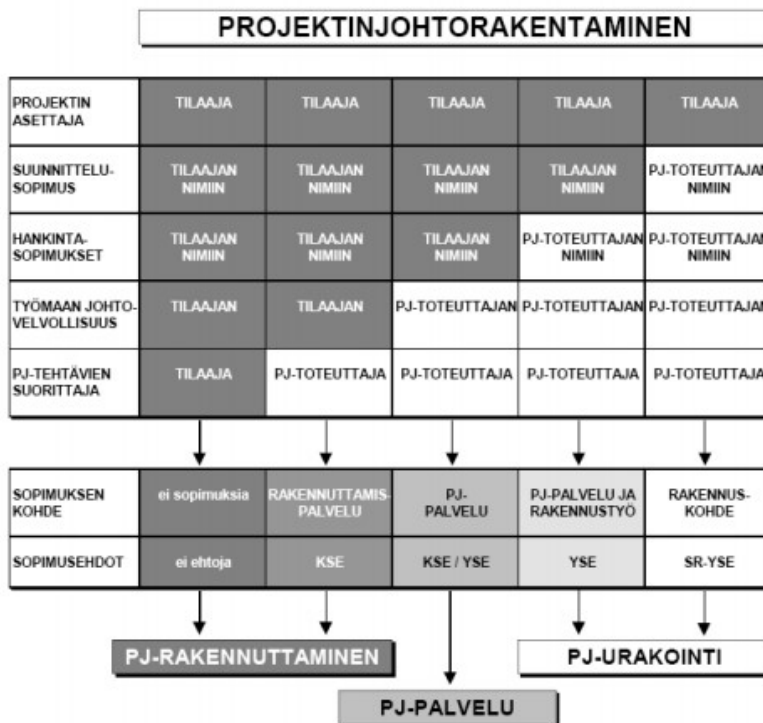 PROJEKTINJOHTORAKENTAMINEN
PROJEKTIN
ASETTAJA
TILAAJA
TILAAJA
TILAAJA
TILAAJA
TILAAJA
SUUNNITTELU-
SOPIMUS
TILAAJAN
NIMIIN
TILAAJAN
NIMIIN
TILAAJAN
NIMIIN
TILAAJAN
NIMIIN
PJ-TOTEUTTAJAN
NIMIIN
HANKINTA-
SOPIMUKSET
TILAAJAN
NIMIIN
TILAAJAN
NIMIIN
TILAAJAN
NIMIIN
PJ-TOTEUTTAJAN
NIMIIN
PJ-TOTEUTTAJAN
NIMIIN
TYÖMAAN JOHTO-
VELVOLLISUUS
TILAAJAN
TILAAJAN
PJ-TOTEUTTAJAN
PJ-TOTEUTTAJAN
PJ-TOTEUTTAJAN
PJ-TEHTÄVIEN
SUORITTAJA
TILAAJA
PJ-TOTEUTTAJA
PJ-TOTEUTTAJA
PJ-TOTEUTTAJA
PJ-TOTEUTTAJA
SOPIMUKSEN
KOHDE
ei sopimuksia
RAKENNUTTAMIS-
PALVELU
PJ-
PALVELU
PJ-PALVELU JA
RAKENNUSTYÖ
RAKENNUS-
KOHDE
SOPIMUSEHDOT
ei ehtoja
KSE
KSE / YSE
YSE
SR-YSE
PJ-RAKENNUTTAMINEN
PJ-URAKOINTI
PJ-PALVELU